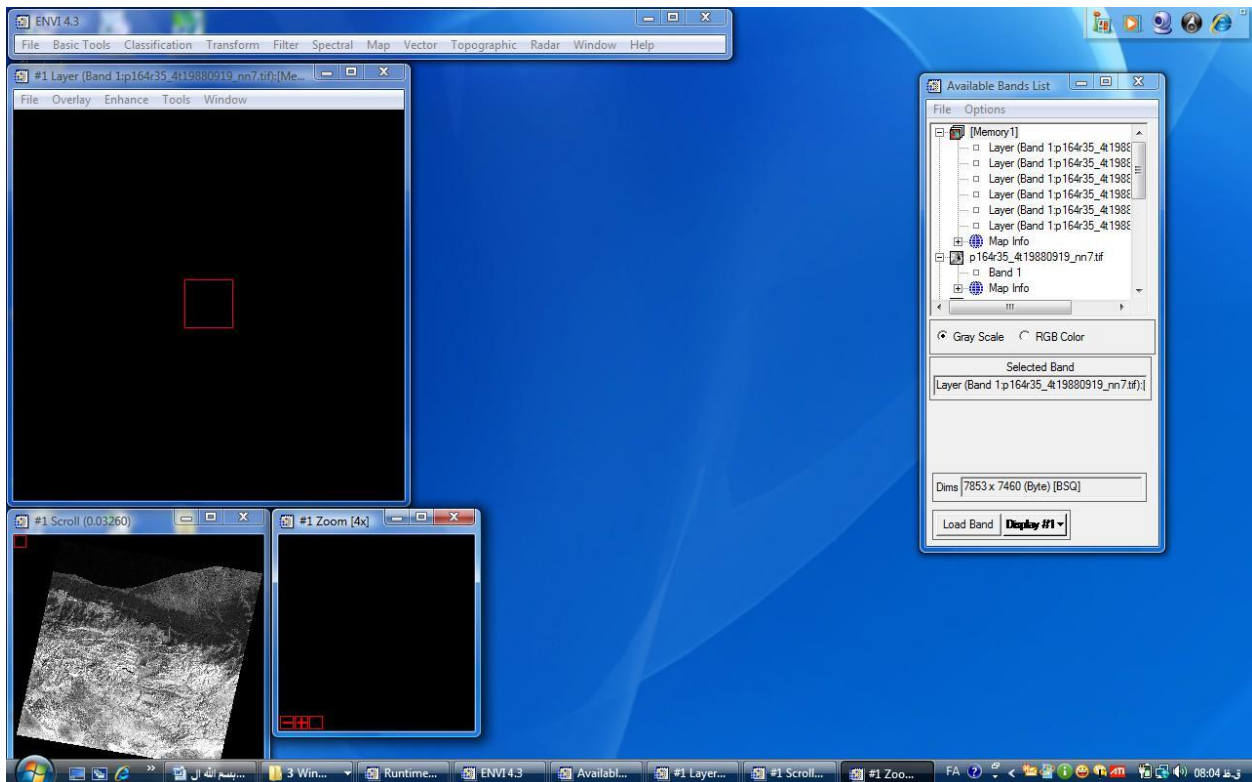 ENVI 4.3
File Basic Tools Classification Transform Filter Spectral Map Vector Topographic Radar Window Help
#1 Layer (Band 1:p164r35_4t19880919_nn7.tif):[Me...
File Overlay Enhance Tools Window
Available Bands List
File Options
[Memory1]
Layer (Band 1:p164r35_4t1988
Layer (Band 1:p164r35_4t1988
Layer (Band 1:p164r35_4t1988
Layer (Band 1:p164r35_4t1988
Layer (Band 1:p164r35_4t1988
Layer (Band 1:p164r35_4t1988
Map Info
p164r35_4t19880919_nn7.tif
Band 1
Map Info
Gray Scale RGB Color
Selected Band
Layer (Band 1:p164r35_4t19880919_nn7.tif):[
Dims 7853 x 7460 (Byte) [BSQ]
Load Band Display #1
#1 Scroll (0.03260)
#1 Zoom [4x]
بسم الله ال...
3 Win...
Runtime...
ENVI 4.3
Availabl...
#1 Layer...
#1 Scroll...
#1 Zoo...
FA
08:04 ق.ظ